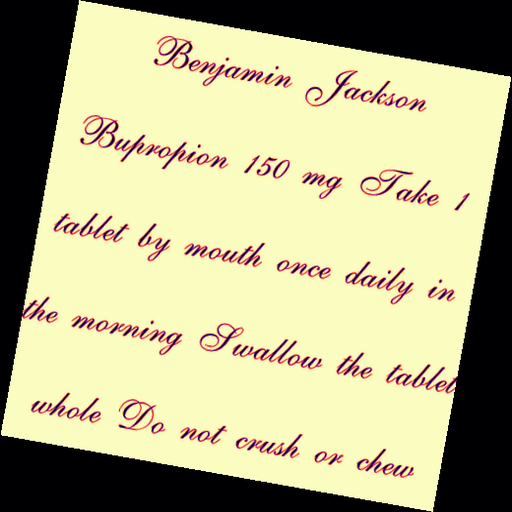 Benjamin Jackson
Bupropion 150 mg Take 1
tablet by mouth once daily in
the morning Swallow the tablet
whole Do not crush or chew